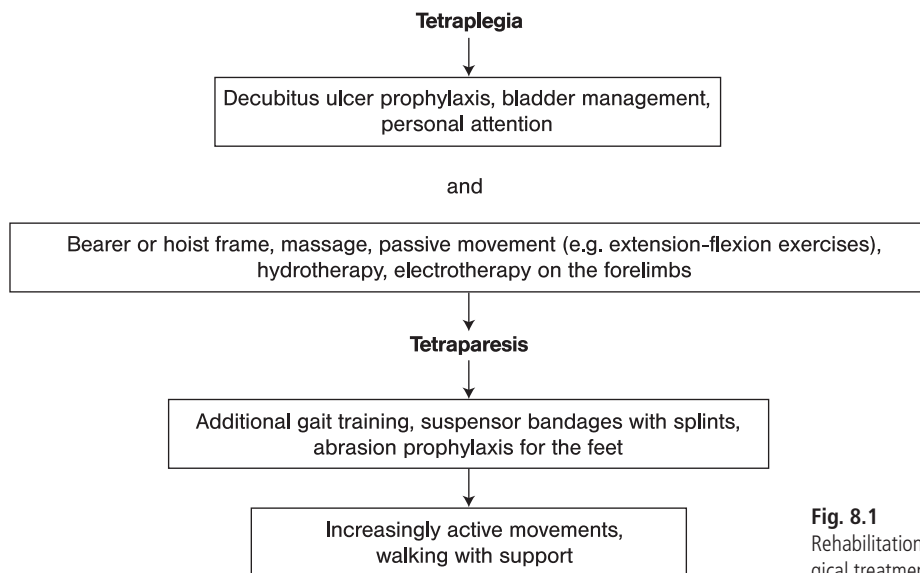 Tetraplegia
Decubitus ulcer prophylaxis, bladder management,
personal attention
and
Bearer or hoist frame, massage, passive movement (e.g. extension-flexion exercises),
hydrotherapy, electrotherapy on the forelimbs
Tetraparesis
Additional gait training, suspensor bandages with splints,
abrasion prophylaxis for the feet
Increasingly active movements,
walking with support
Fig. 8.1
Rehabilitation
gical treatmen